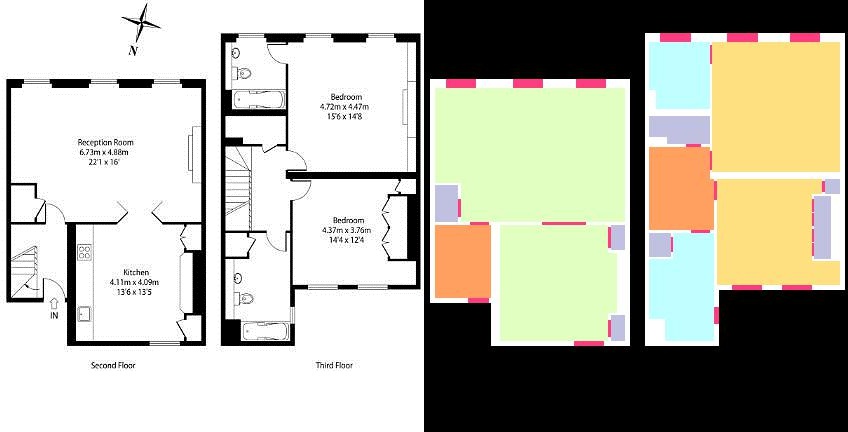 N
Reception Room
6.73m x 4.88m
22'1 x 16'
Kitchen
4.11m x 4.09m
13'6 x 13'5
IN
Second Floor
Bedroom
4.72m x 4.47m
15'6 x 14'8
Bedroom
4.37m x 3.76m
14'4 x 12'4
Third Floor